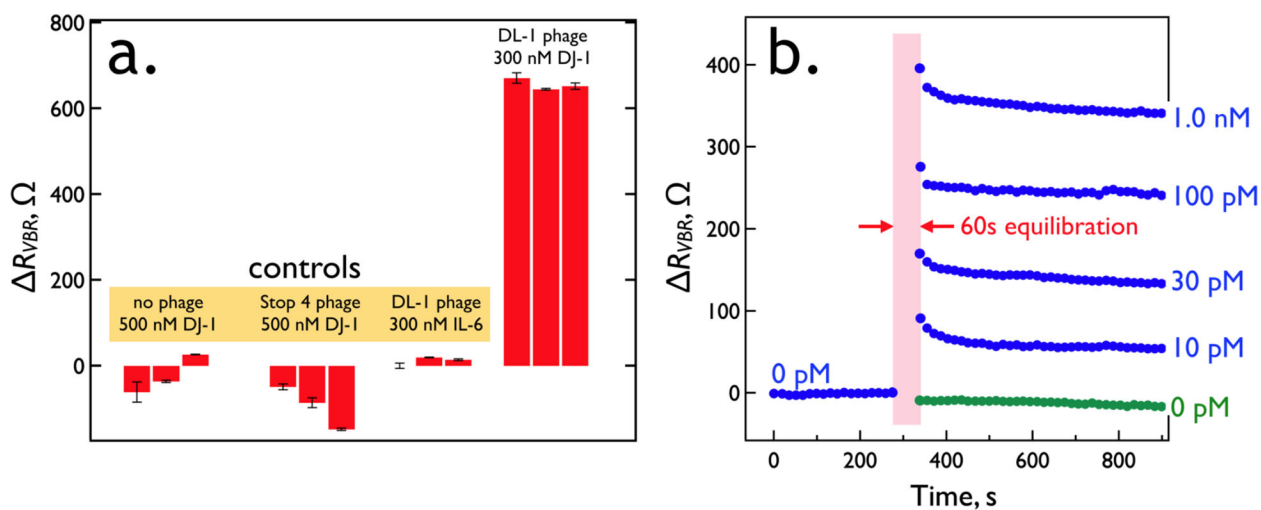 a.
800
600
400
200
0
ΔRVBR, Ω
controls
no phage
500 nM DJ-1
Stop 4 phage
500 nM DJ-1
DL-1 phage
300 nM IL-6
DL-1 phage
300 nM DJ-1
b.
400
300
200
100
0
ΔRVBR, Ω
0 pM
60s equilibration
1.0 nM
100 pM
30 pM
10 pM
0 pM
0
200
400
600
800
Time, s